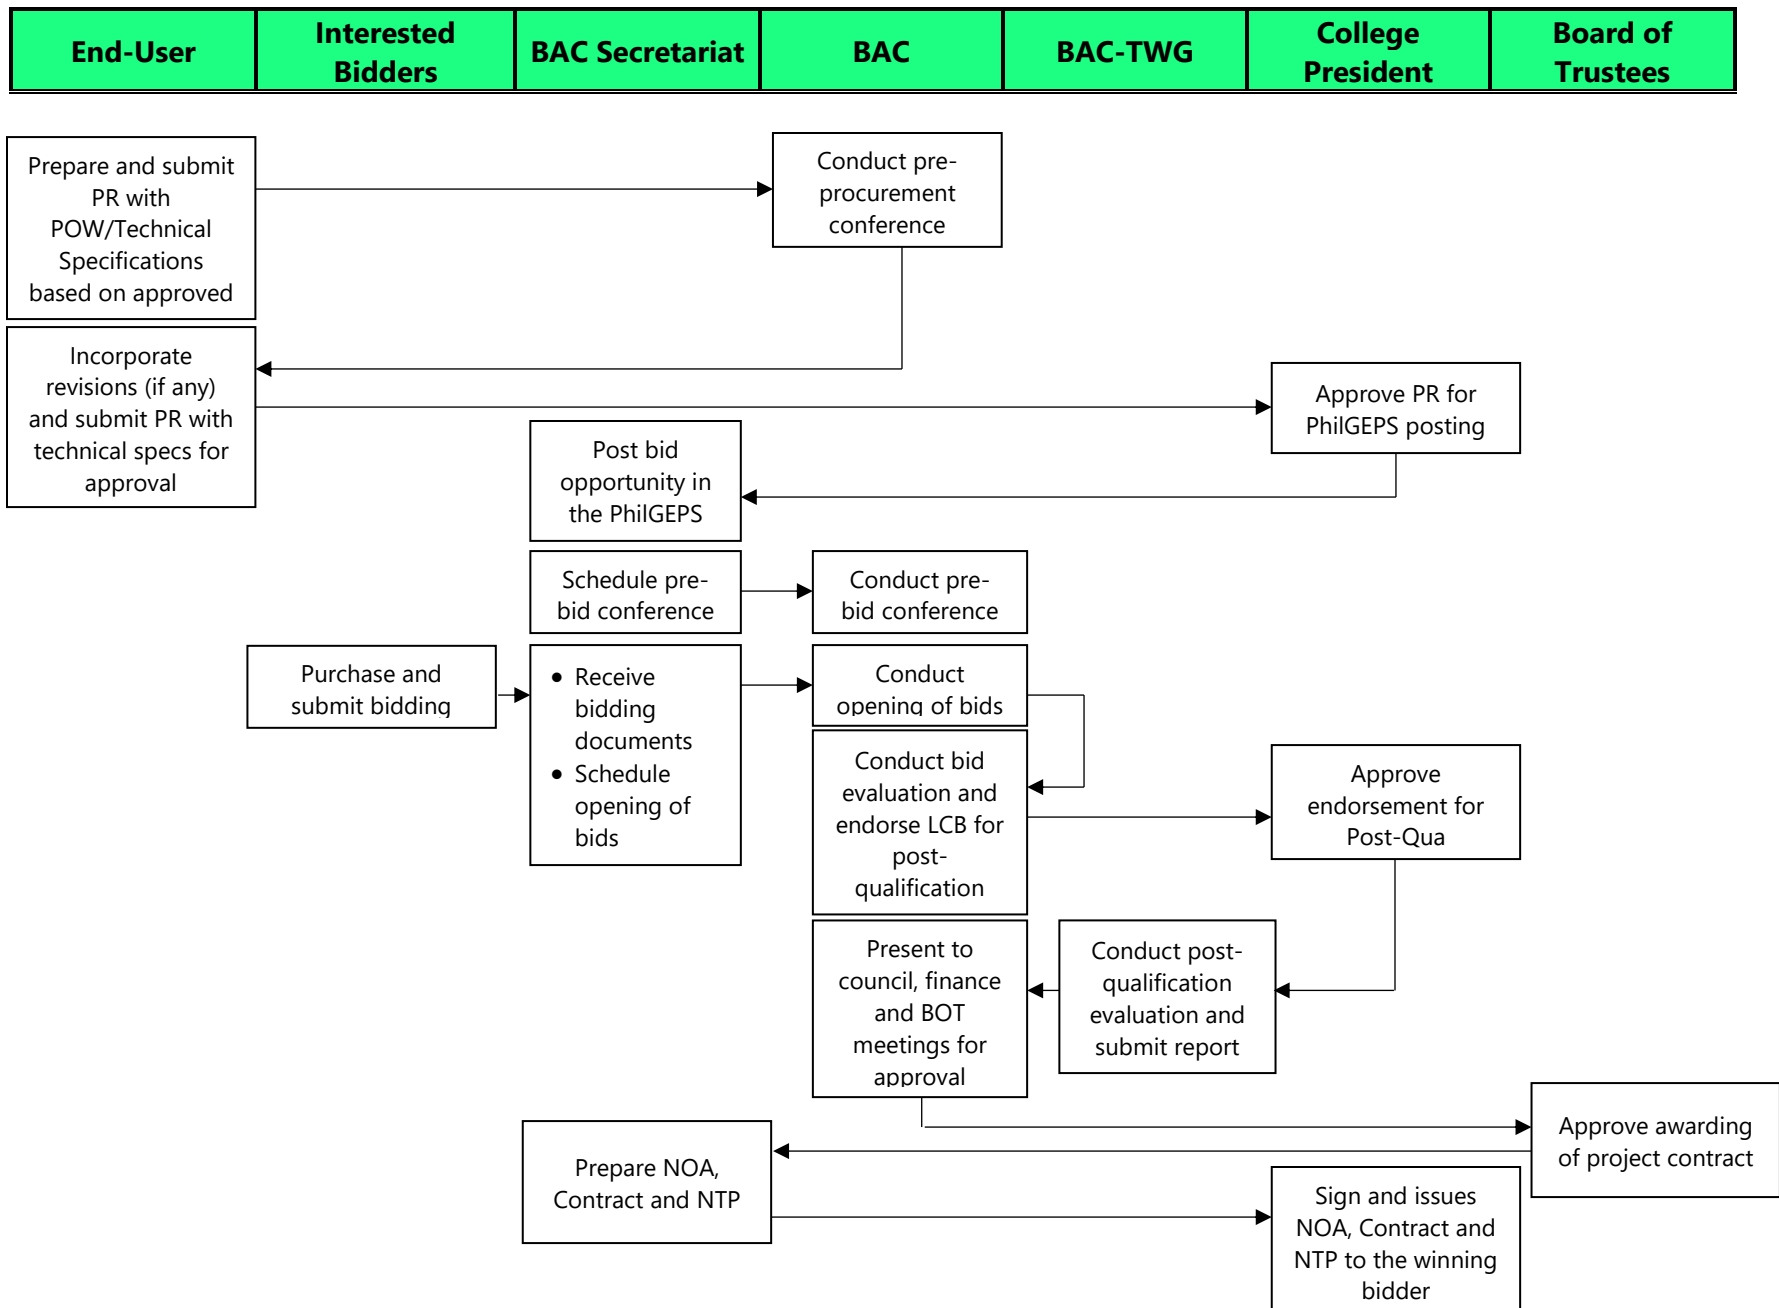 End-User
Interested
Bidders
BAC Secretariat
BAC
BAC-TWG
College
President
Board of
Trustees
Prepare and submit
PR with
POW/Technical
Specifications
based on approved
Conduct pre-
procurement
conference
Incorporate
revisions (if any)
and submit PR with
technical specs for
approval
Approve PR for
PhilGEPS posting
Post bid
opportunity in
the PhilGEPS
Schedule pre-
bid conference
Conduct pre-
bid conference
Purchase and
submit bidding
• Receive
bidding
documents
• Schedule
opening of
bids
Conduct
opening of bids
Conduct bid
evaluation and
endorse LCB for
post-
qualification
Approve
endorsement for
Post-Qua
Present to
council, finance
and BOT
meetings for
approval
Conduct post-
qualification
evaluation and
submit report
Approve awarding
of project contract
Prepare NOA,
Contract and NTP
Sign and issues
NOA, Contract and
NTP to the winning
bidder